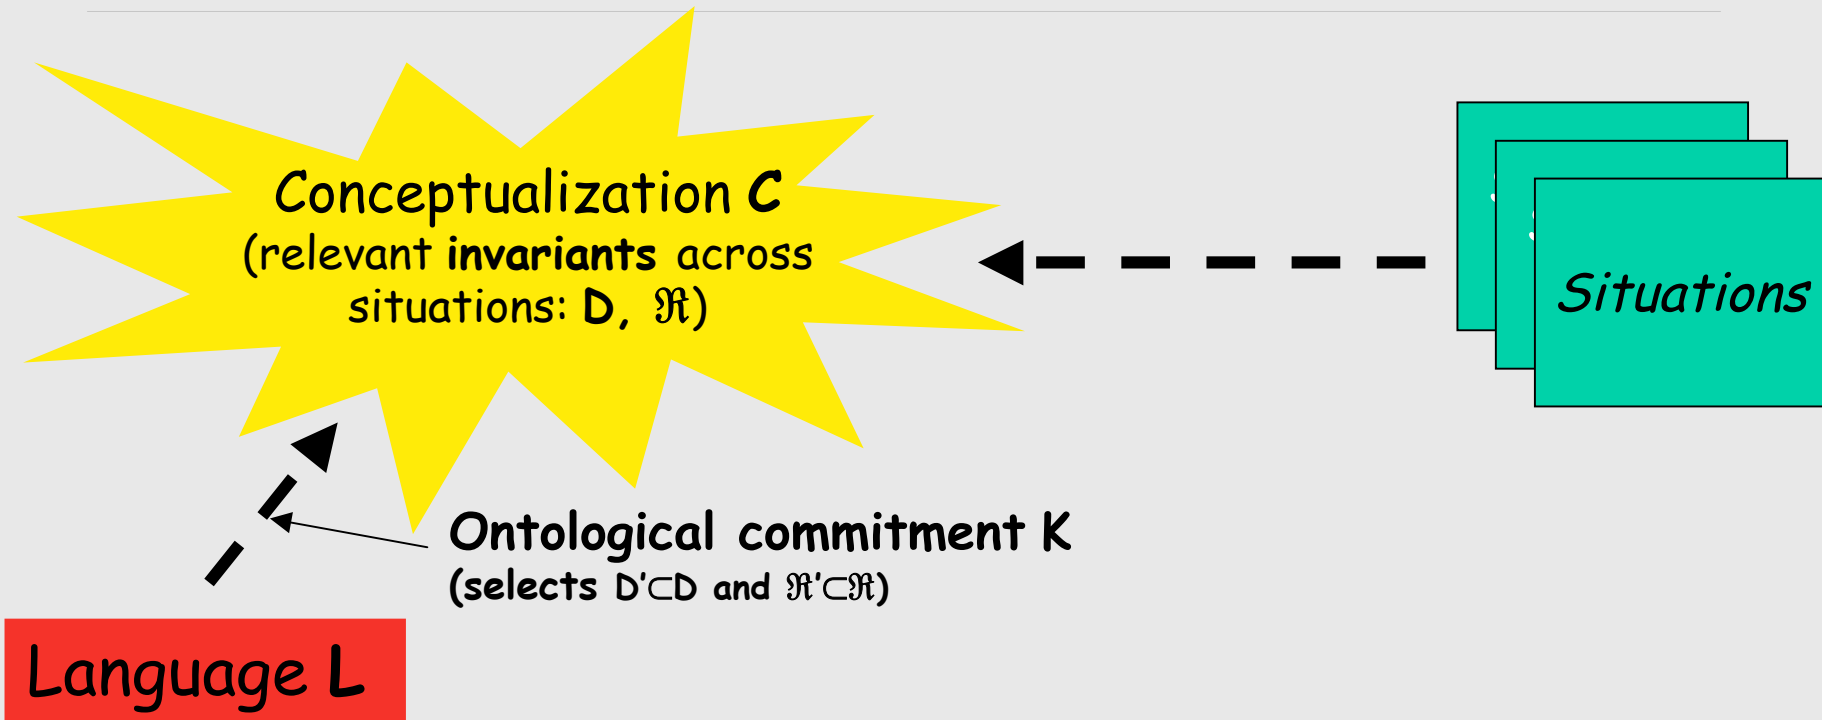 Conceptualization C
(relevant invariants across
situations: D, ℜ)
Situations
Ontological commitment K
(selects D'⊂D and ℜ'⊂ℜ)
Language L